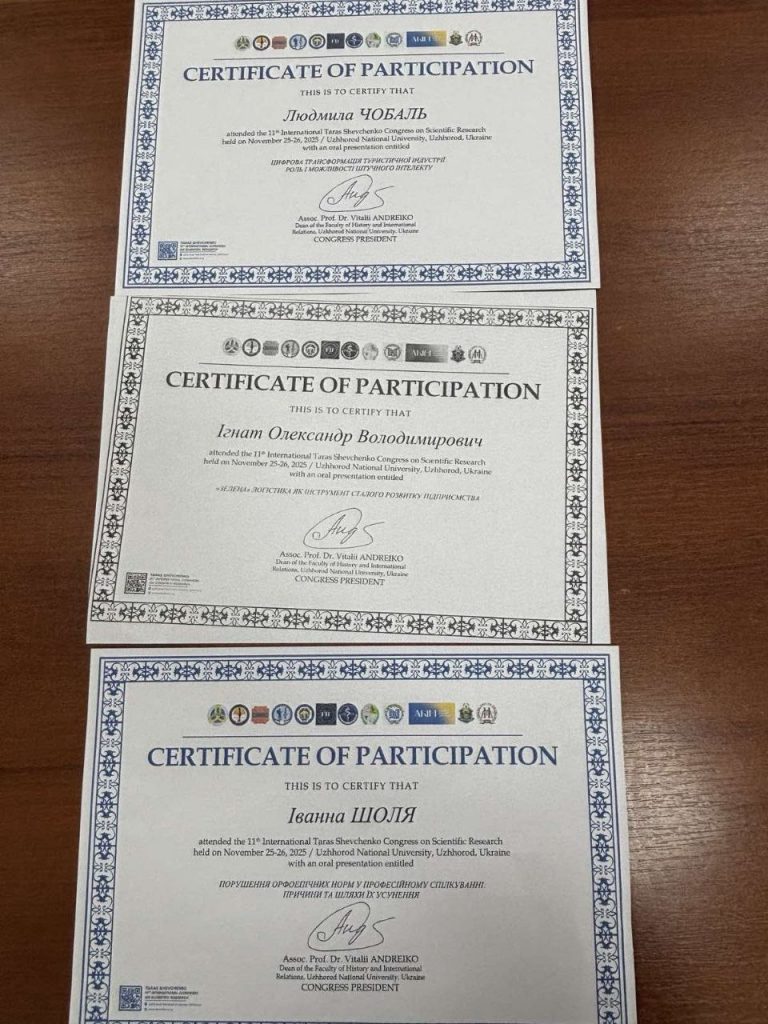 CERTIFICATE OF PARTICIPATION
THIS IS TO CERTIFY THAT
Людмила ЧОБАЛЬ
attended the 11th International Taras Shevchenko Congress on Scientific Research
held on November 25-26, 2025 / Uzhhorod National University, Uzhhorod, Ukraine
with an oral presentation entitled
ЦИФРОВА ТРАНСФОРМАЦІЯ ТУРИСТИЧНОЇ ІНДУСТРІЇ
РОЛЬ І МОЖЛИВОСТІ ШТУЧНОГО ІНТЕЛЕКТУ
Assoc. Prof. Dr. Vitalii ANDREIKO
Dean of the Faculty of History and International
Relations, Uzhhorod National University, Ukraine
CONGRESS PRESIDENT
TARAS SHEVCHENKO
CERTIFICATE OF PARTICIPATION
THIS IS TO CERTIFY THAT
Ігнат Олександр Володимирович
attended the 11th International Taras Shevchenko Congress on Scientific Research
held on November 25-26, 2025 / Uzhhorod National University, Uzhhorod, Ukraine
with an oral presentation entitled
«ЗЕЛЕНА» ЛОГІСТИКА ЯК ІНСТРУМЕНТ СТАЛОГО РОЗВИТКУ ПІДПРИЄМСТВА
Assoc. Prof. Dr. Vitalii ANDREIKO
Dean of the Faculty of History and International
Relations, Uzhhorod National University, Ukraine
CONGRESS PRESIDENT
TARAS SHEVCHENKO
CERTIFICATE OF PARTICIPATION
THIS IS TO CERTIFY THAT
Іванна ШОЛЯ
attended the 11th International Taras Shevchenko Congress on Scientific Research
held on November 25-26, 2025 / Uzhhorod National University, Uzhhorod, Ukraine
with an oral presentation entitled
ПОРУШЕННЯ ОРФОЕПІЧНИХ НОРМ У ПРОФЕСІЙНОМУ СПІЛКУВАННІ:
ПРИЧИНИ ТА ШЛЯХИ ЇХ УСУНЕННЯ
Assoc. Prof. Dr. Vitalii ANDREIKO
Dean of the Faculty of History and International
Relations, Uzhhorod National University, Ukraine
CONGRESS PRESIDENT
TARAS SHEVCHENKO